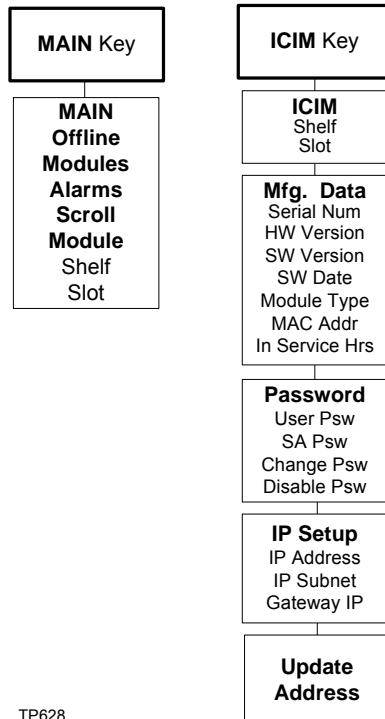 MAIN Key
MAIN
Offline
Modules
Alarms
Scroll
Module
Shelf
Slot
ICIM Key
ICIM
Shelf
Slot
Mfg. Data
Serial Num
HW Version
SW Version
SW Date
Module Type
MAC Addr
In Service Hrs
Password
User Psw
SA Psw
Change Psw
Disable Psw
IP Setup
IP Address
IP Subnet
Gateway IP
Update
Address
TP628